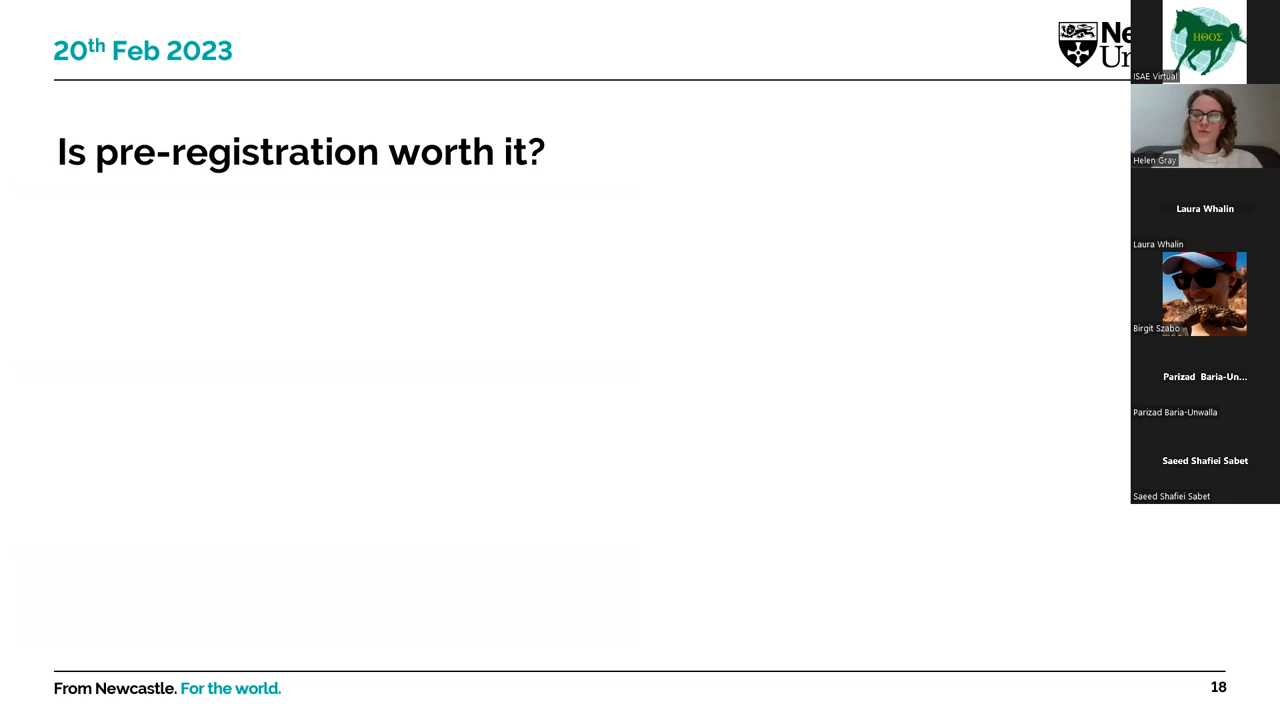 20th Feb 2023
Is pre-registration worth it?
ΗΘΟΣ
ISAE Virtual
Helen Gray
Laura Whalin
Laura Whalin
Birgit Szabo
Parizad Baria-Un...
Parizad Baria-Unwalla
Saeed Shafiei Sabet
Saeed Shafiei Sabet
From Newcastle. For the world.
18